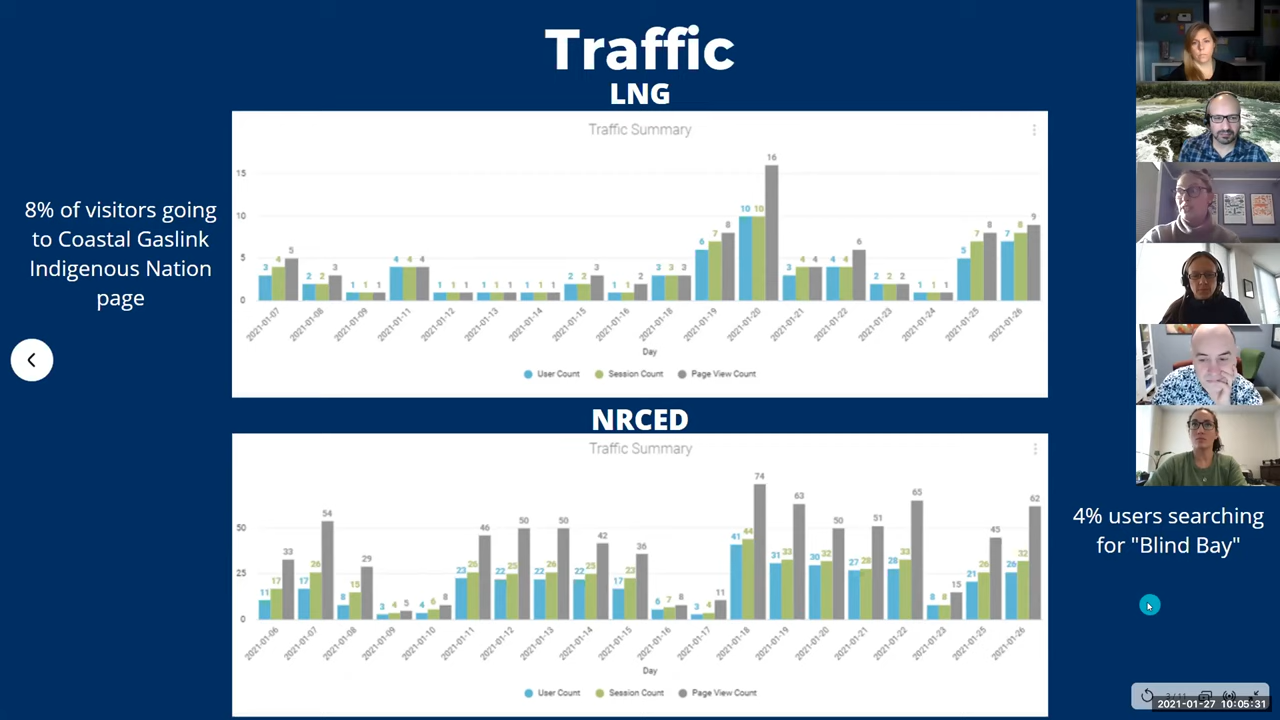 Traffic
LNG
Traffic Summary
8% of visitors going
to Coastal Gaslink
Indigenous Nation
page
15
10
5
0
3 4 5 2 2 3 1 1 1 4 4 4 1 1 1 1 1 1 1 1 1 2 2 3 1 1 2 3 3 3 6 7 8 10 10 16 3 4 4 4 4 6 2 2 2 1 1 1 5 7 8 7 8 9
2021-01-07 2021-01-08 2021-01-09 2021-01-11 2021-01-12 2021-01-13 2021-01-14 2021-01-15 2021-01-16 2021-01-18 2021-01-19 2021-01-20 2021-01-21 2021-01-22 2021-01-23 2021-01-24 2021-01-25 2021-01-26
Day
User Count Session Count Page View Count
NRCED
Traffic Summary
50
25
0
11 17 33 17 26 54 8 15 29 3 4 5 4 6 8 23 26 46 22 25 50 22 26 50 22 25 42 17 23 36 6 7 8 3 4 11 41 44 74 31 33 63 30 32 50 27 28 51 28 33 65 8 8 15 21 26 45 26 32 62
2021-01-06 2021-01-07 2021-01-08 2021-01-09 2021-01-10 2021-01-11 2021-01-12 2021-01-13 2021-01-14 2021-01-15 2021-01-16 2021-01-17 2021-01-18 2021-01-19 2021-01-20 2021-01-21 2021-01-22 2021-01-23 2021-01-25 2021-01-26
Day
User Count Session Count Page View Count
4% users searching
for "Blind Bay"
3 / 11
2021-01-27 10:05:31